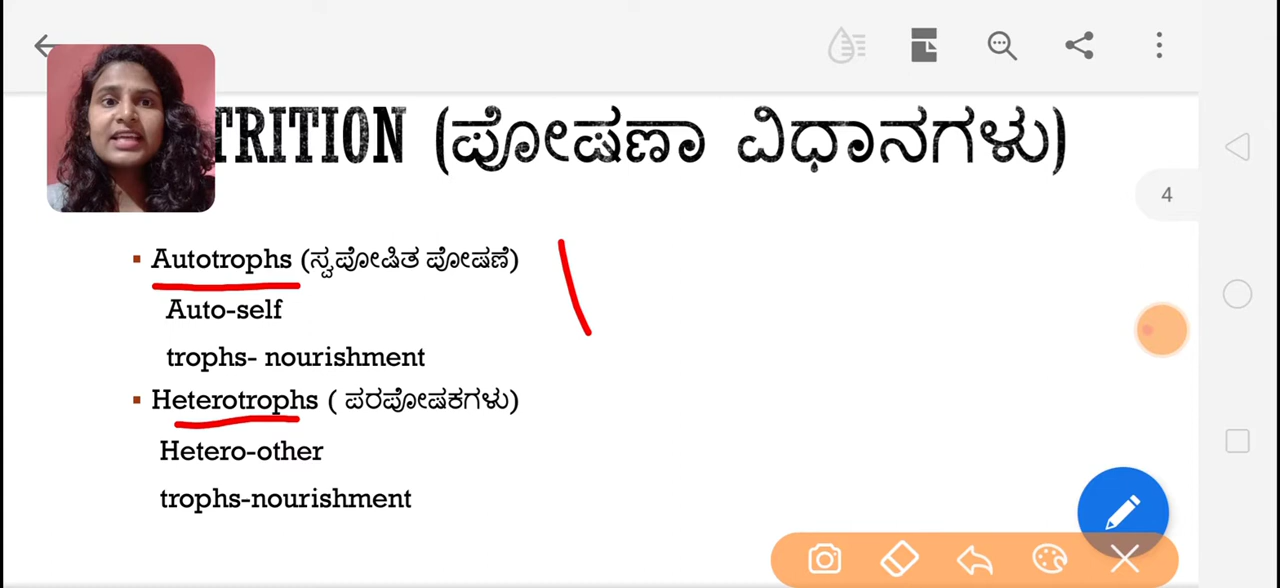 TRITION (ಪೋಷಣಾ ವಿಧಾನಗಳು)
4
▪ Autotrophs (ಸ್ವಪೋಷಿತ ಪೋಷಣೆ)
Auto-self
trophs- nourishment
▪ Heterotrophs ( ಪರಪೋಷಕಗಳು)
Hetero-other
trophs-nourishment